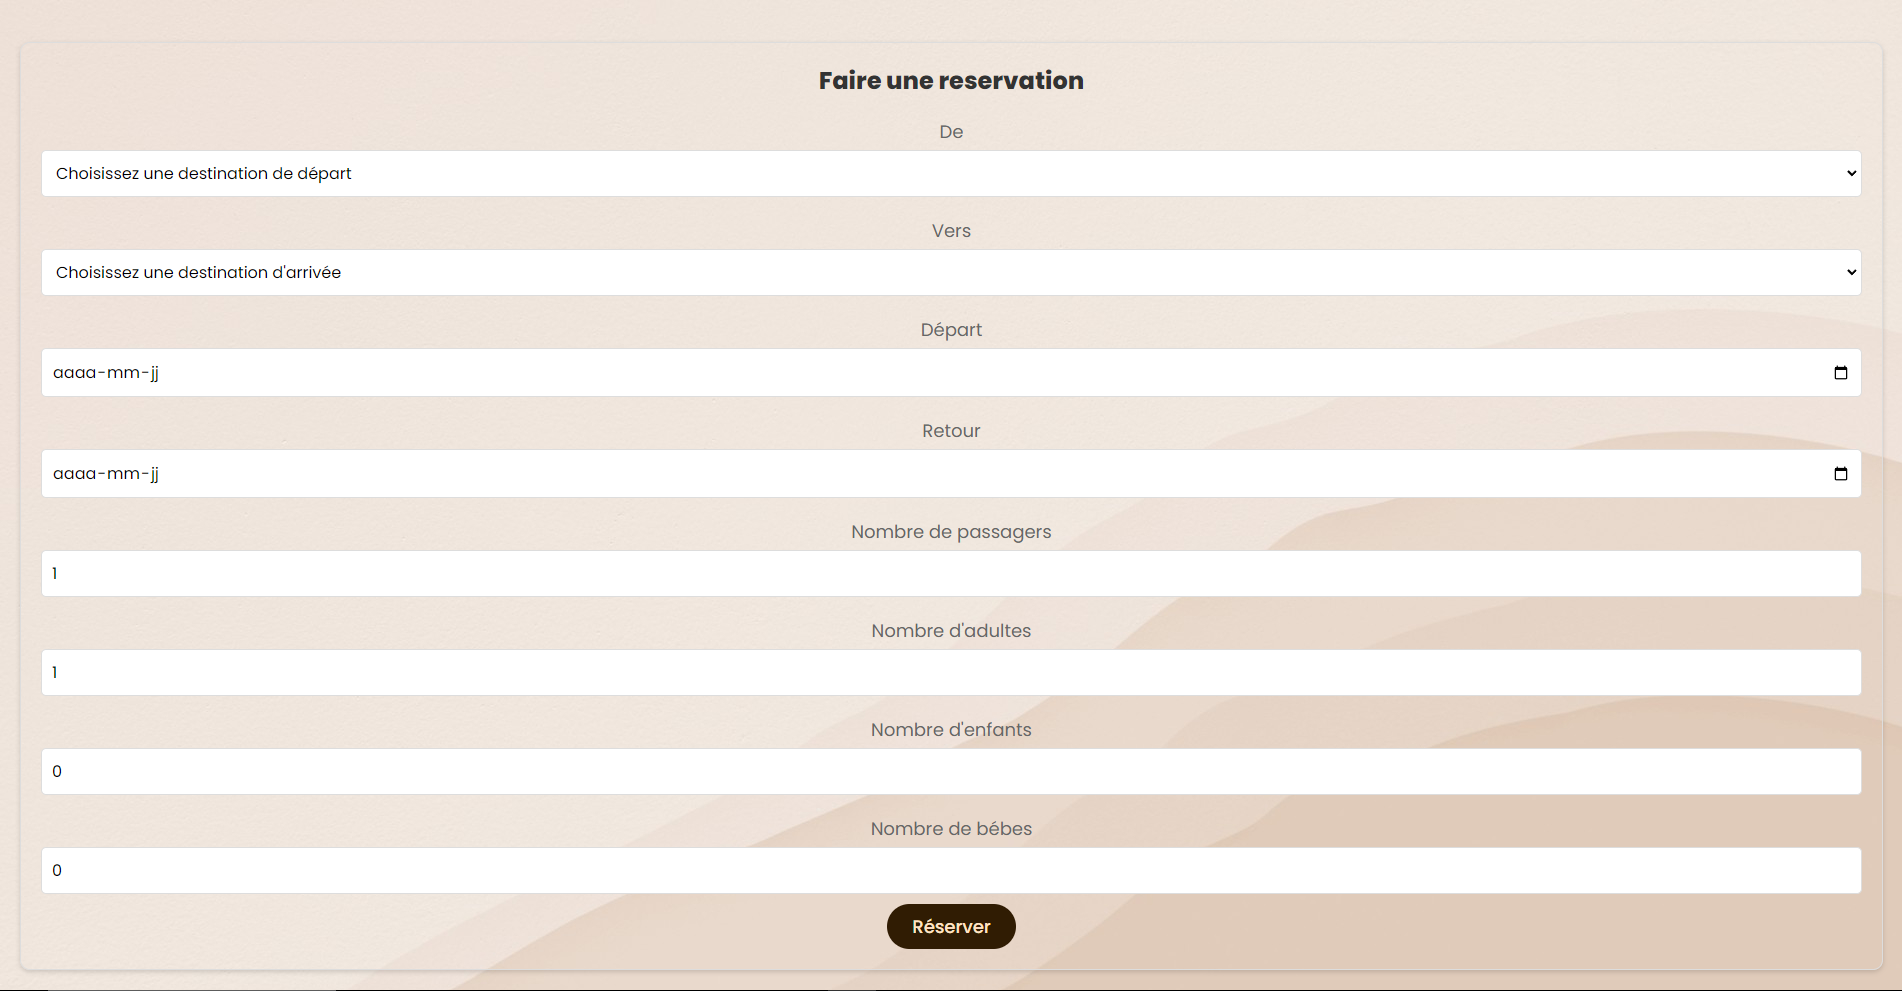 Faire une reservation
De
Choisissez une destination de départ
Vers
Choisissez une destination d'arrivée
Départ
aaaa-mm-jj
Retour
aaaa-mm-jj
Nombre de passagers
1
Nombre d'adultes
1
Nombre d'enfants
0
Nombre de bébes
0
Réserver